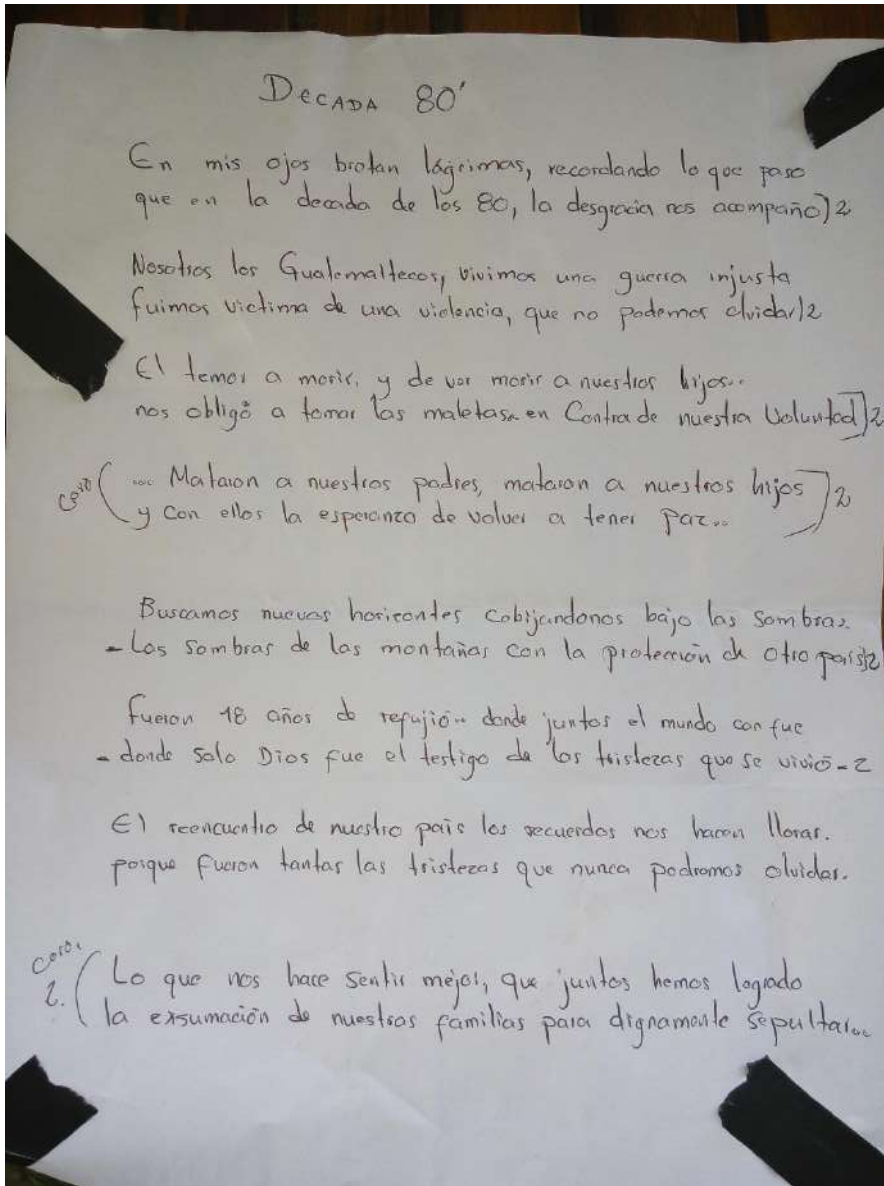 DECADA 80'
En mis ojos brotan lágrimas, recordando lo que paso
que en la decada de los 80, la desgracia nos acompaño)2
Nosotros los Guatemaltecos, vivimos una guerra injusta
fuimos victima de una violencia, que no podemos olvidar)2
El temor a morir, y de ver morir a nuestros hijos..
nos obligó a tomar las maletas.. en Contra de nuestra Voluntad]2
coro (... Mataron a nuestros padres, mataron a nuestros hijos
y con ellos la esperanza de volver a tener paz..]2
Buscamos nuevas horizontes cobijandonos bajo las sombras.
- Las sombras de las montañas con la protección de otro país)2
fueron 18 años de refujió.. donde juntos el mundo con fue
- donde solo Dios fue el testigo de las tristezas que se vivió-2
El reencuentro de nuestro país los recuerdos nos hacen llorar.
porque fueron tantas las tristezas que nunca podremos olvidar.
coro. 2. (Lo que nos hace sentir mejor, que juntos hemos logrado
la exsumación de nuestras familias para dignamente sepultar...